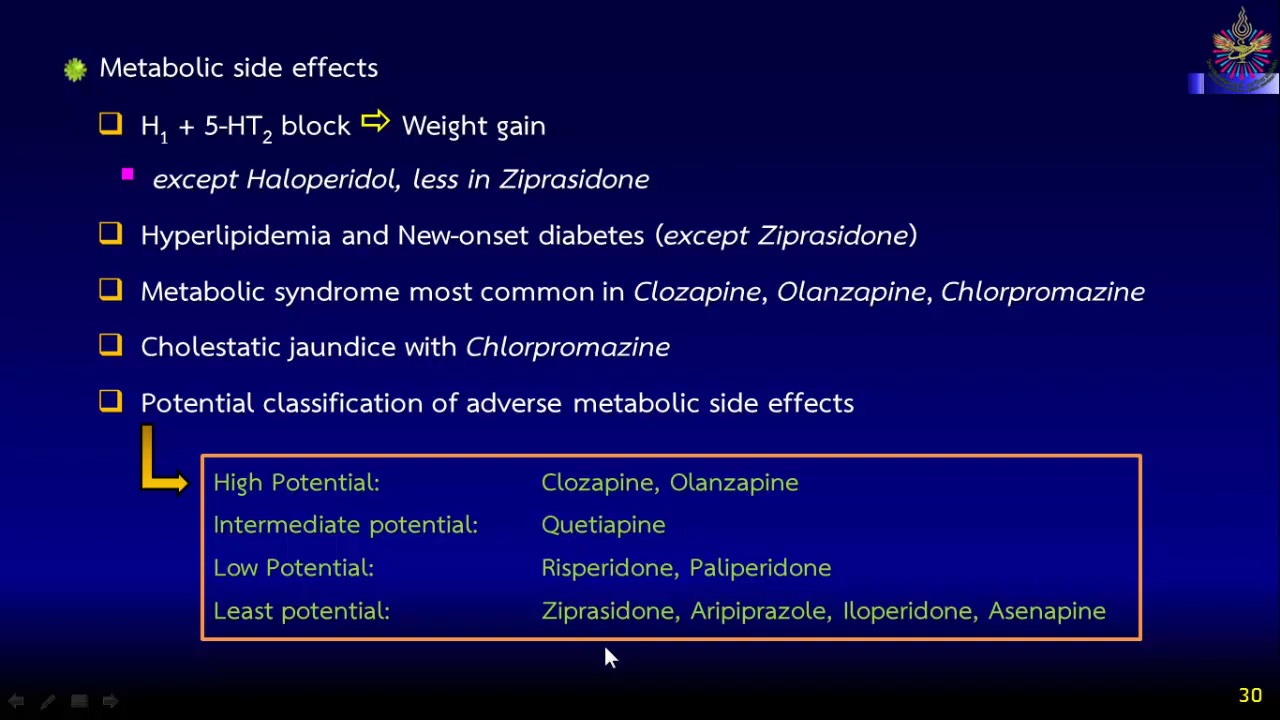 Metabolic side effects
H₁ + 5-HT₂ block ⇨ Weight gain
except Haloperidol, less in Ziprasidone
Hyperlipidemia and New-onset diabetes (except Ziprasidone)
Metabolic syndrome most common in Clozapine, Olanzapine, Chlorpromazine
Cholestatic jaundice with Chlorpromazine
Potential classification of adverse metabolic side effects
High Potential: Clozapine, Olanzapine
Intermediate potential: Quetiapine
Low Potential: Risperidone, Paliperidone
Least potential: Ziprasidone, Aripiprazole, Iloperidone, Asenapine
30